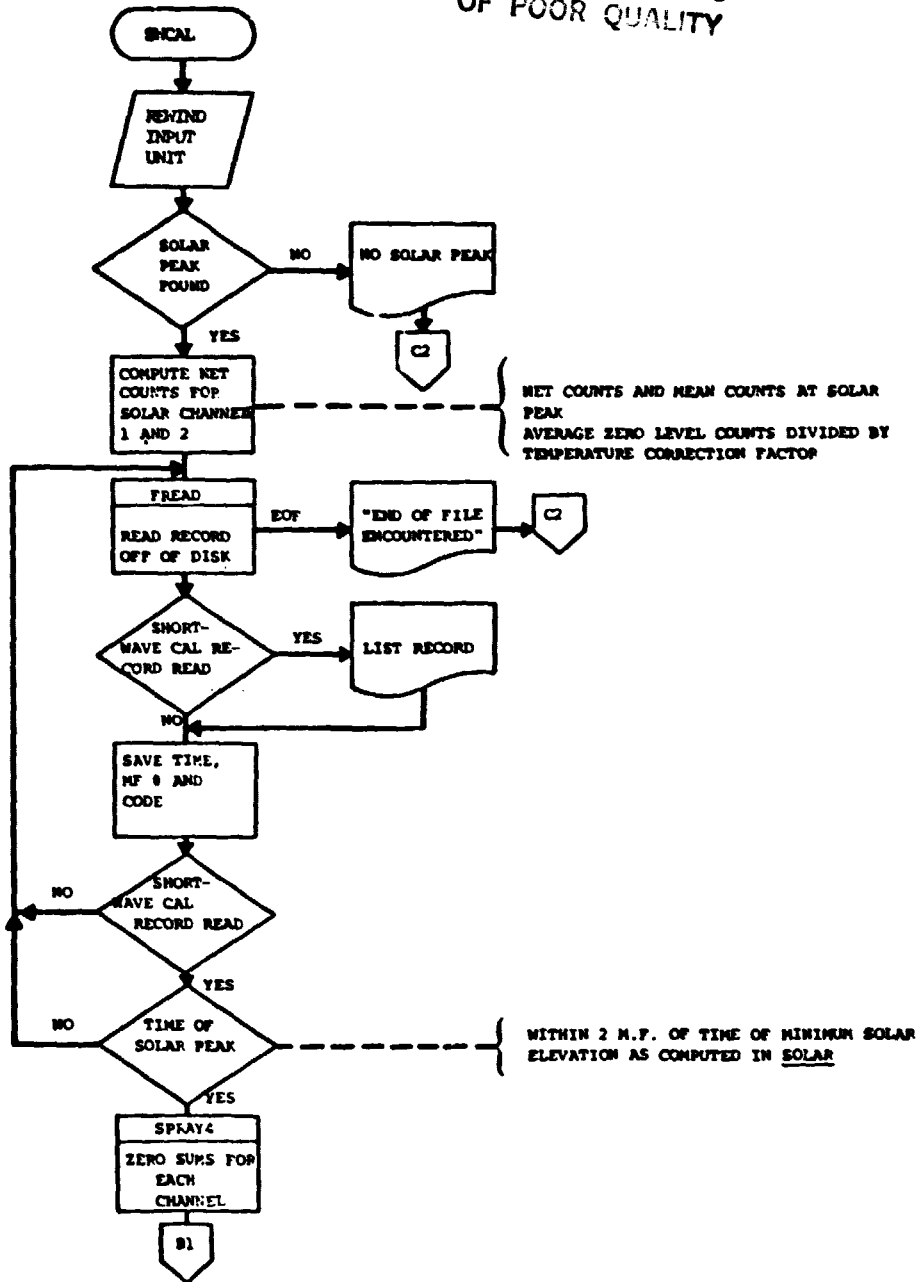 OF POOR QUALITY
SHCAL
REWIND
INPUT
UNIT
SOLAR
PEAK
FOUND
NO
NO SOLAR PEAK
YES
C2
COMPUTE NET
COUNTS FOR
SOLAR CHANNEL
1 AND 2
NET COUNTS AND MEAN COUNTS AT SOLAR
PEAK
AVERAGE ZERO LEVEL COUNTS DIVIDED BY
TEMPERATURE CORRECTION FACTOR
FREAD
READ RECORD
OFF OF DISK
EOF
"END OF FILE
ENCOUNTERED"
C2
SHORT-
WAVE CAL RE-
CORD READ
YES
LIST RECORD
NO
SAVE TIME,
MF # AND
CODE
SHORT-
WAVE CAL
RECORD READ
NO
YES
TIME OF
SOLAR PEAK
NO
WITHIN 2 M.F. OF TIME OF MINIMUM SOLAR
ELEVATION AS COMPUTED IN SOLAR
YES
SPRAY4
ZERO SUMS FOR
EACH
CHANNEL
B1